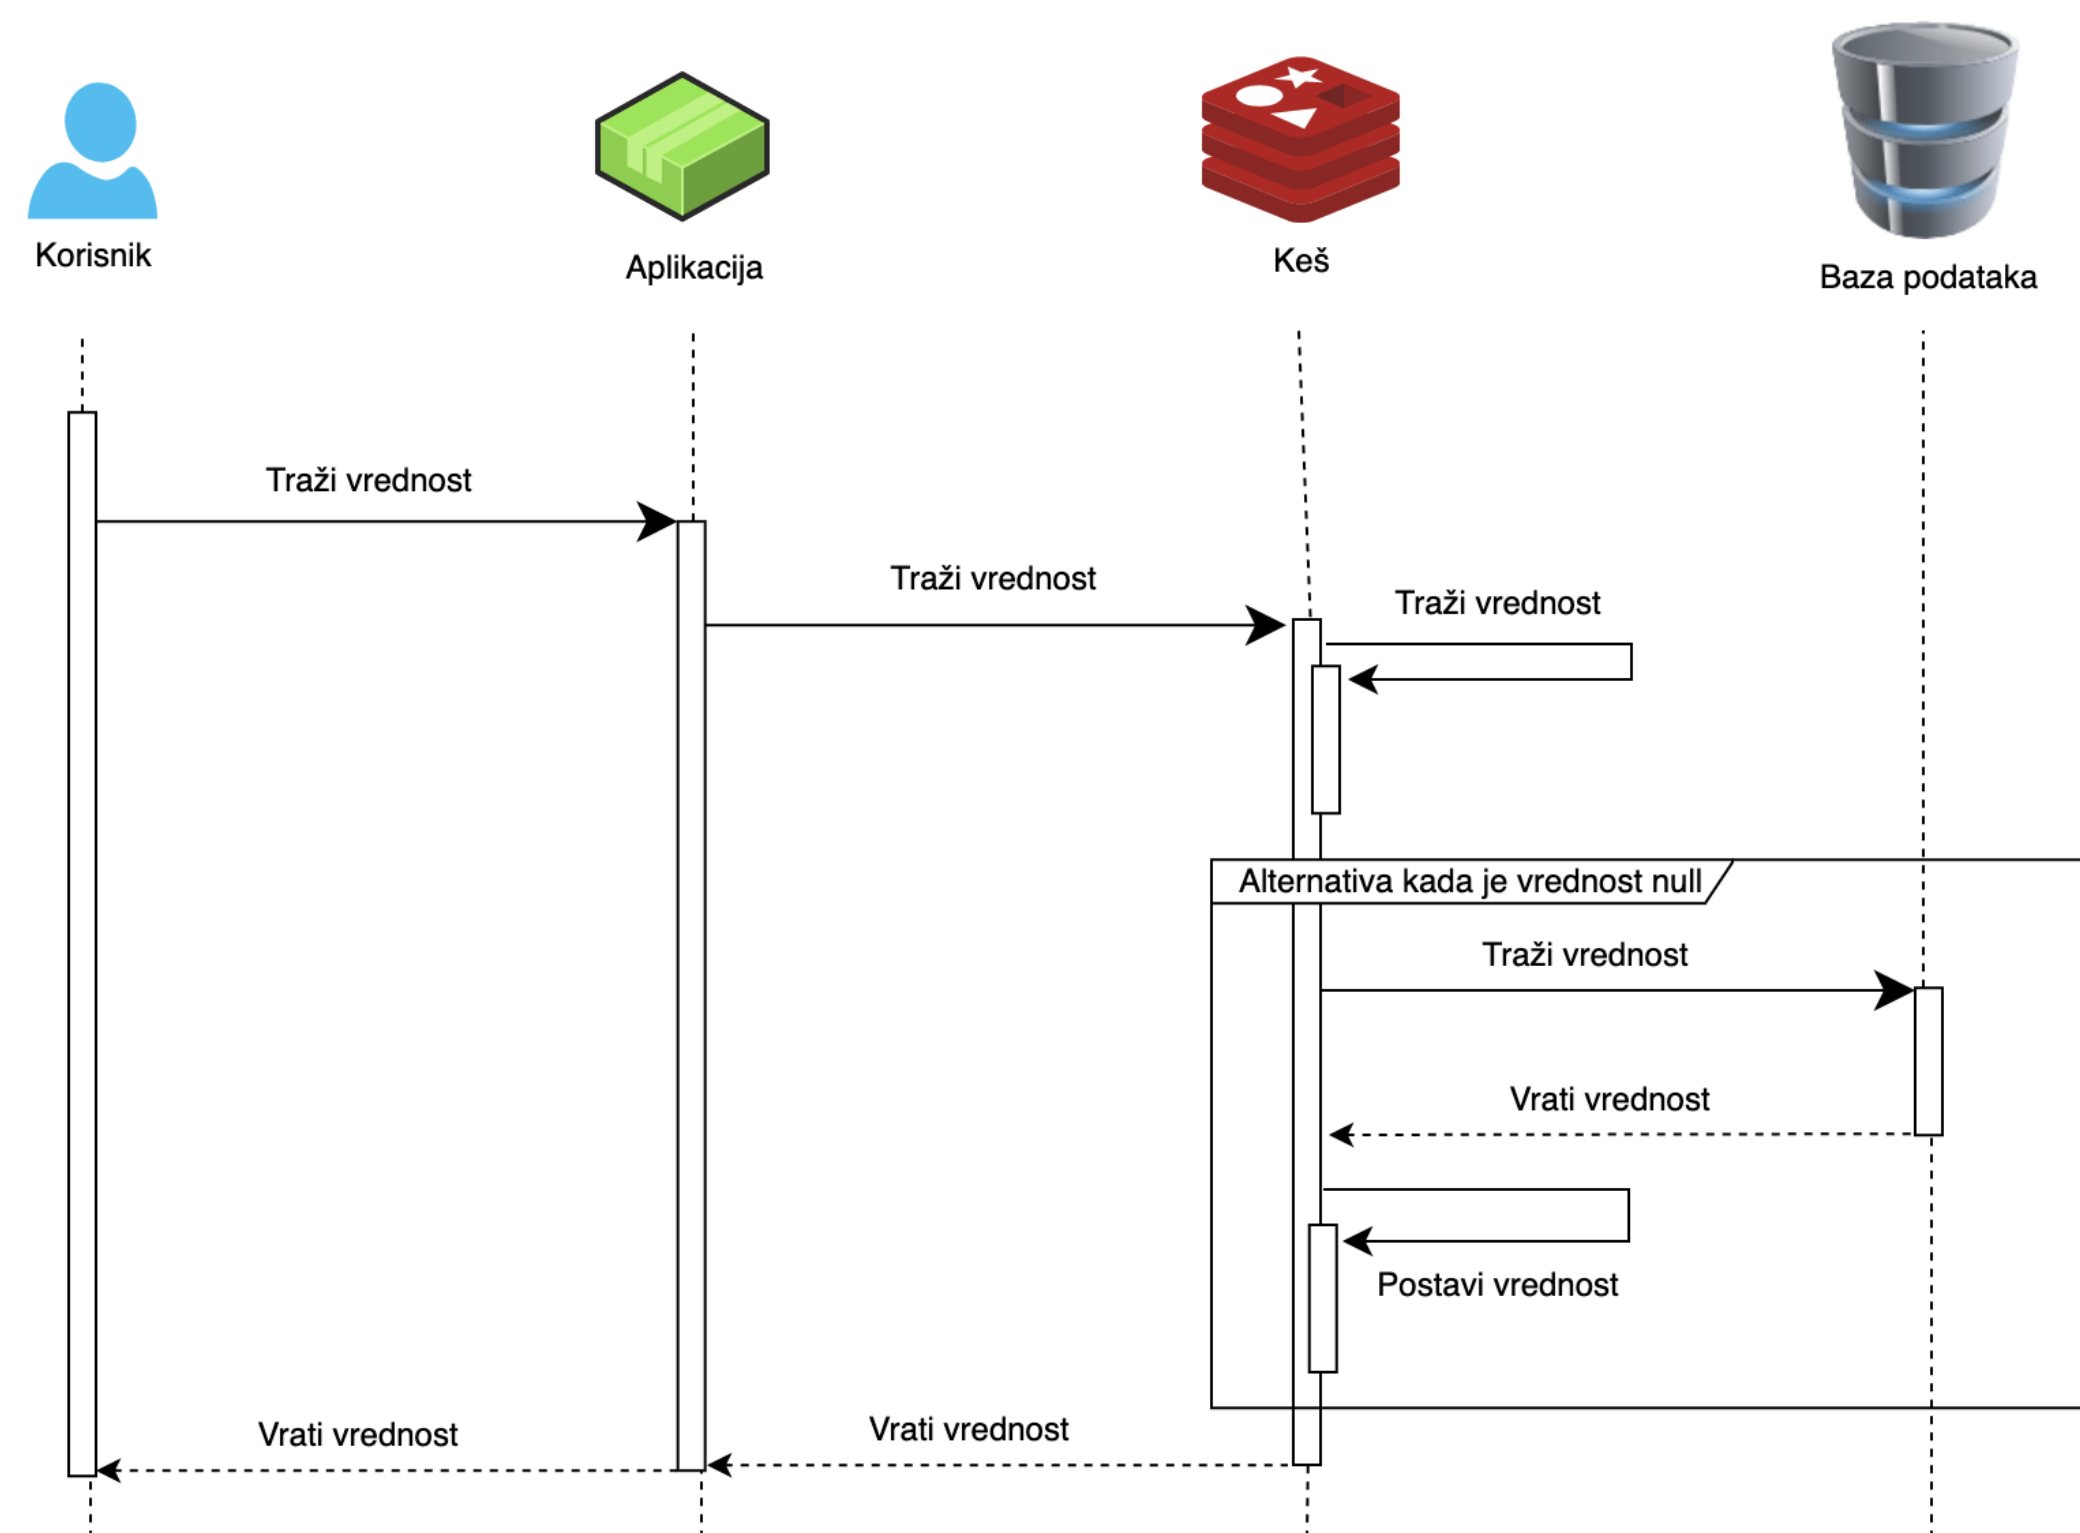 Korisnik
Aplikacija
Keš
Baza podataka
Traži vrednost
Traži vrednost
Traži vrednost
Alternativa kada je vrednost null
Traži vrednost
Vrati vrednost
Postavi vrednost
Vrati vrednost
Vrati vrednost